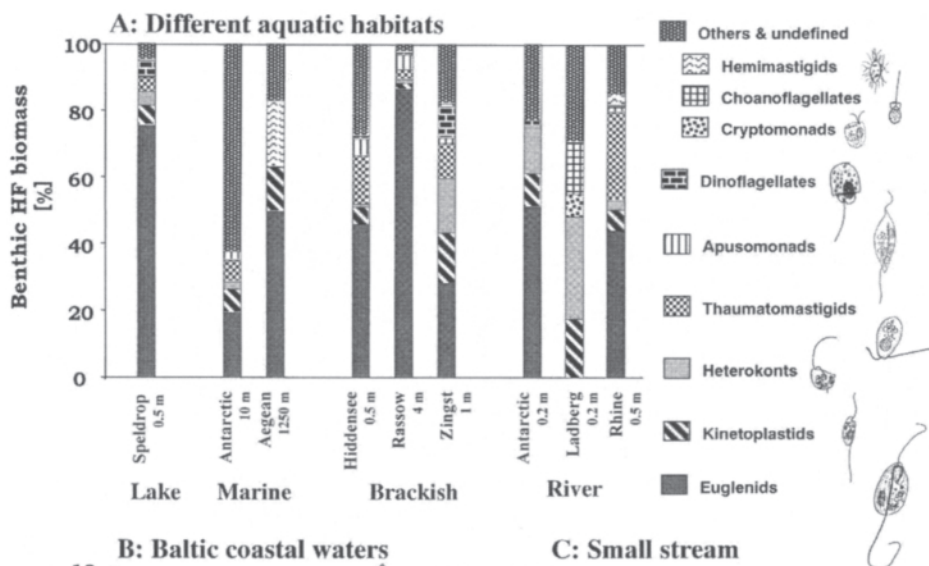 A: Different aquatic habitats
Benthic HF biomass
[%]
100
80
60
40
20
0
Speldrop
0.5 m
Antarctic
10 m
Aegean
1250 m
Hiddensee
0.5 m
Rassow
4 m
Zingst
1 m
Antarctic
0.2 m
Ladberg
0.2 m
Rhine
0.5 m
Lake
Marine
Brackish
River
Others & undefined
Hemimastigids
Choanoflagellates
Cryptomonads
Dinoflagellates
Apusomonads
Thaumatomastigids
Heterokonts
Kinetoplastids
Euglenids
B: Baltic coastal waters
C: Small stream